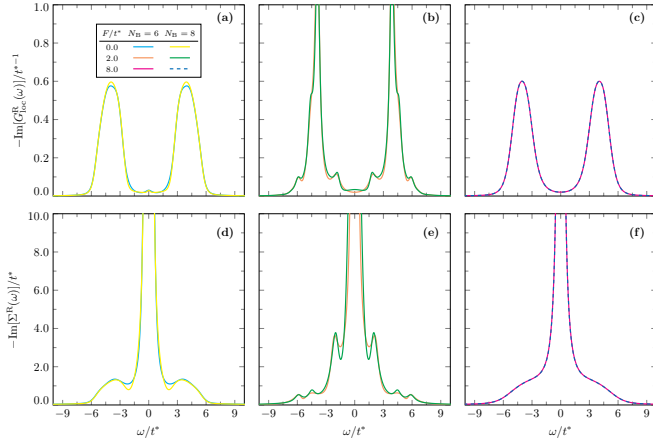 −Im[G^R_loc(ω)]/t*^−1
1.0
0.8
0.6
0.4
0.2
0.0
(a)
F/t* N_B = 6 N_B = 8
0.0
2.0
8.0
(b)
(c)
−Im[Σ^R(ω)]/t*
10.0
8.0
6.0
4.0
2.0
0.0
(d)
(e)
(f)
−9 −6 −3 0 3 6 9
−9 −6 −3 0 3 6 9
−9 −6 −3 0 3 6 9
ω/t*
ω/t*
ω/t*